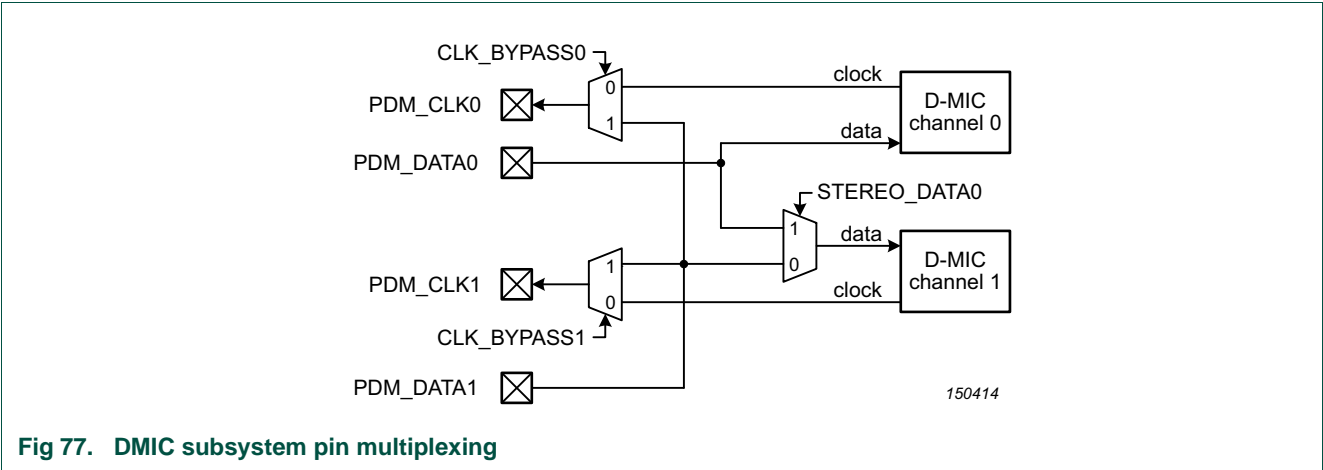 CLK_BYPASS0
PDM_CLK0
0
1
clock
data
D-MIC
channel 0
PDM_DATA0
STEREO_DATA0
1
0
data
clock
D-MIC
channel 1
PDM_CLK1
1
0
CLK_BYPASS1
PDM_DATA1
150414
Fig 77. DMIC subsystem pin multiplexing